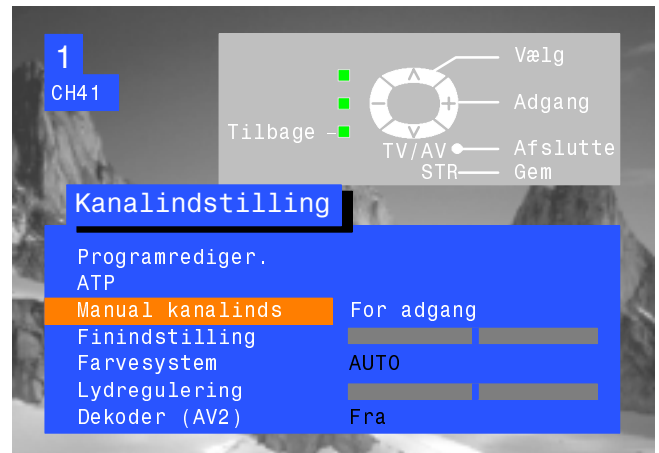 1
CH41
Vælg
Adgang
Tilbage
TV/AV
Afslutte
STR
Gem
Kanalindstilling
Programrediger.
ATP
Manual kanalinds For adgang
Finindstilling
Farvesystem AUTO
Lydregulering
Dekoder (AV2) Fra